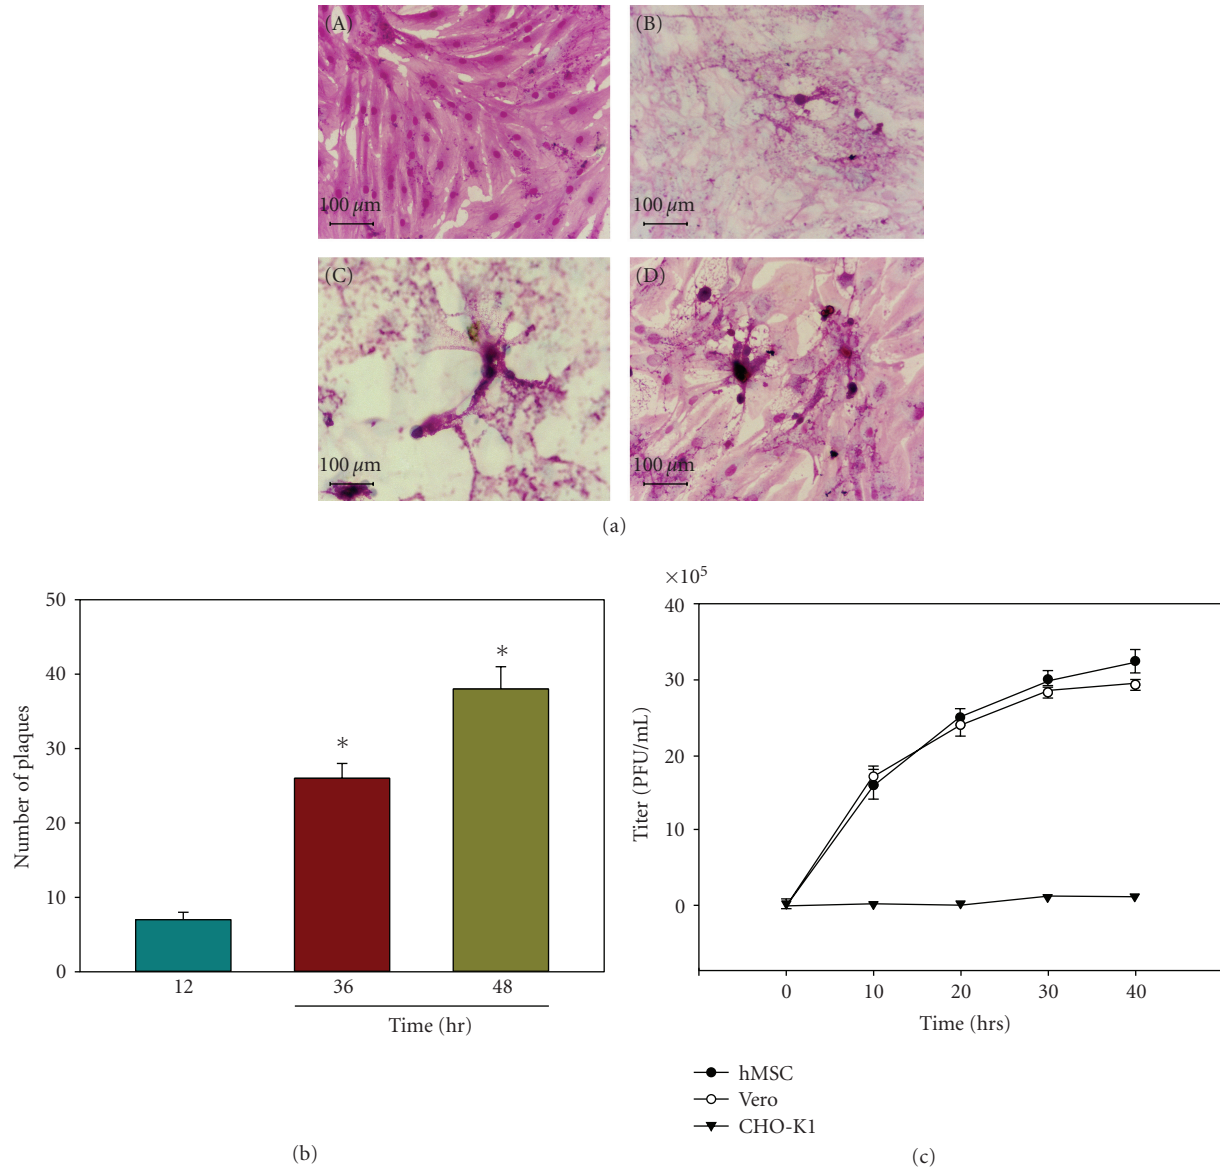 (A)
(B)
100 μm
100 μm
(C)
(D)
100 μm
100 μm
(a)
50
40
30
20
10
0
Number of plaques
*
*
12
36
48
Time (hr)
(b)
×10⁵
40
30
20
10
0
Titer (PFU/mL)
0
10
20
30
40
Time (hrs)
hMSC
Vero
CHO-K1
(c)